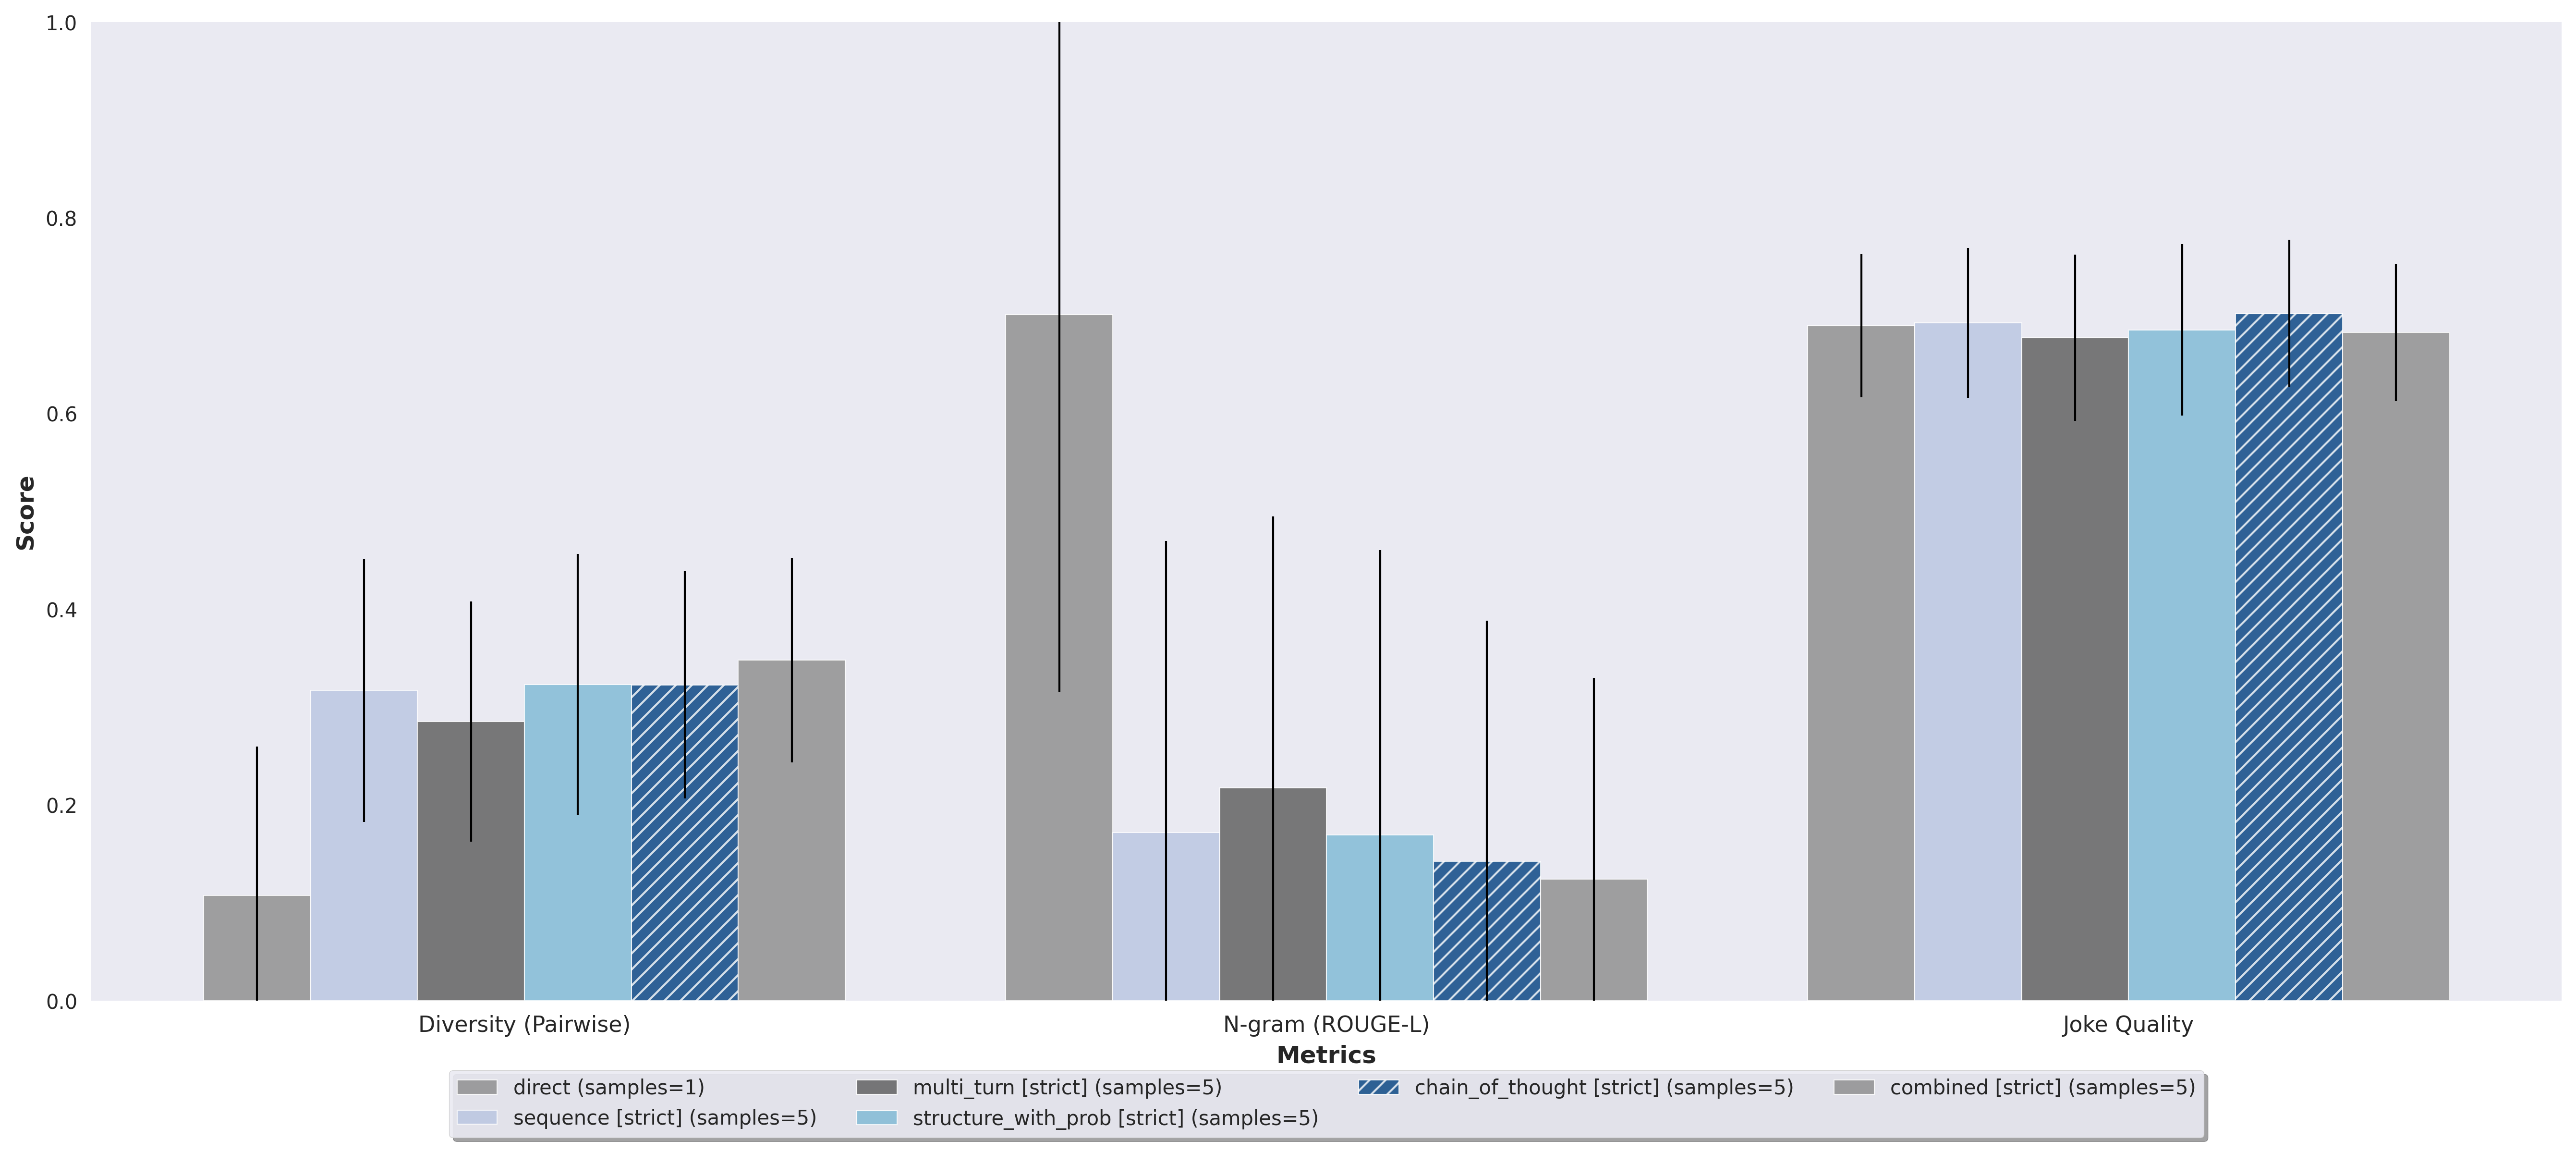 1.0
0.8
0.6
0.4
0.2
0.0
Score
Diversity (Pairwise)
N-gram (ROUGE-L)
Joke Quality
Metrics
direct (samples=1)
sequence [strict] (samples=5)
multi_turn [strict] (samples=5)
structure_with_prob [strict] (samples=5)
chain_of_thought [strict] (samples=5)
combined [strict] (samples=5)